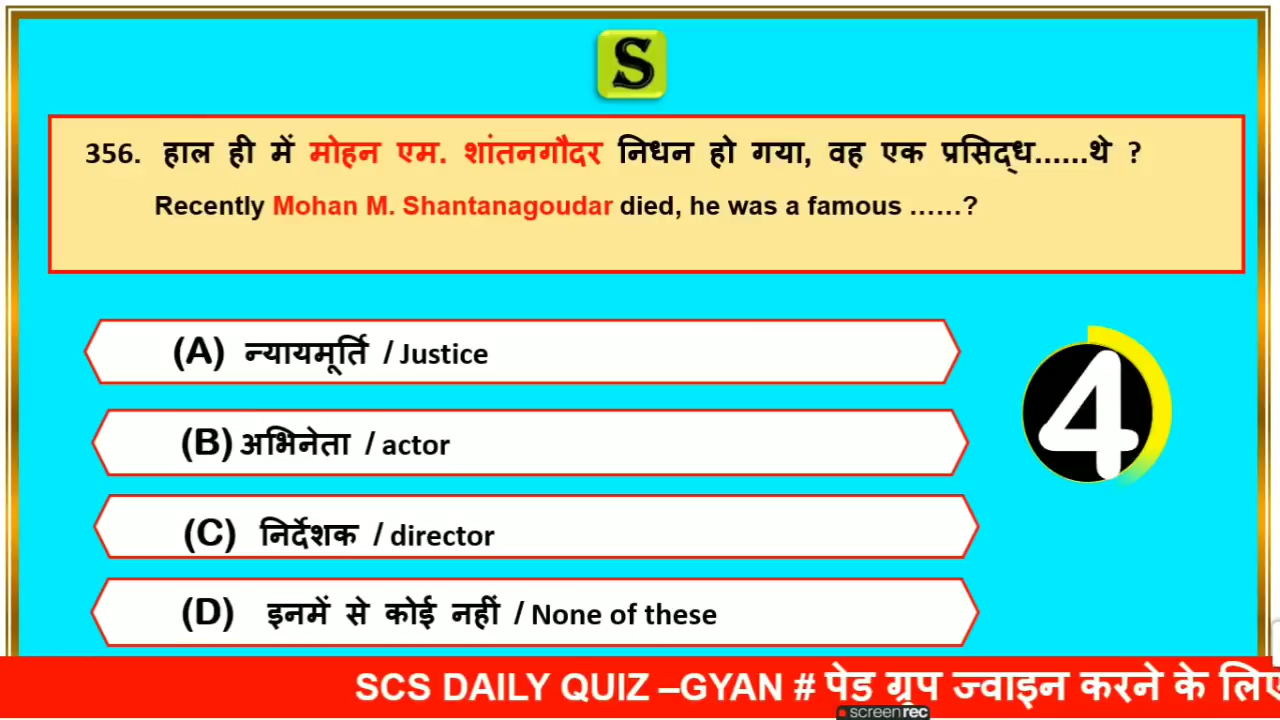 S
356. हाल ही में मोहन एम. शांतनगौदर निधन हो गया, वह एक प्रसिद्ध......थे ?
Recently Mohan M. Shantanagoudar died, he was a famous ......?
(A) न्यायमूर्ति / Justice
(B) अभिनेता / actor
(C) निर्देशक / director
(D) इनमें से कोई नहीं / None of these
4
SCS DAILY QUIZ –GYAN # पेड ग्रूप ज्वाइन करने के लिए
screenrec